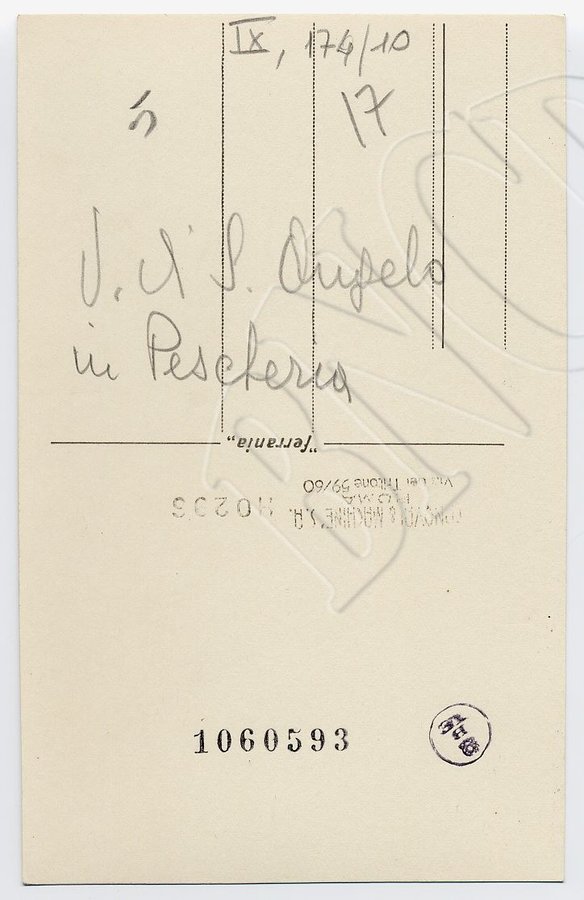 IX, 174/10
17
V. d' S. Angelo
in Pescheria
"ferrania"
ROMA
Via del Tritone 59/60
1060593